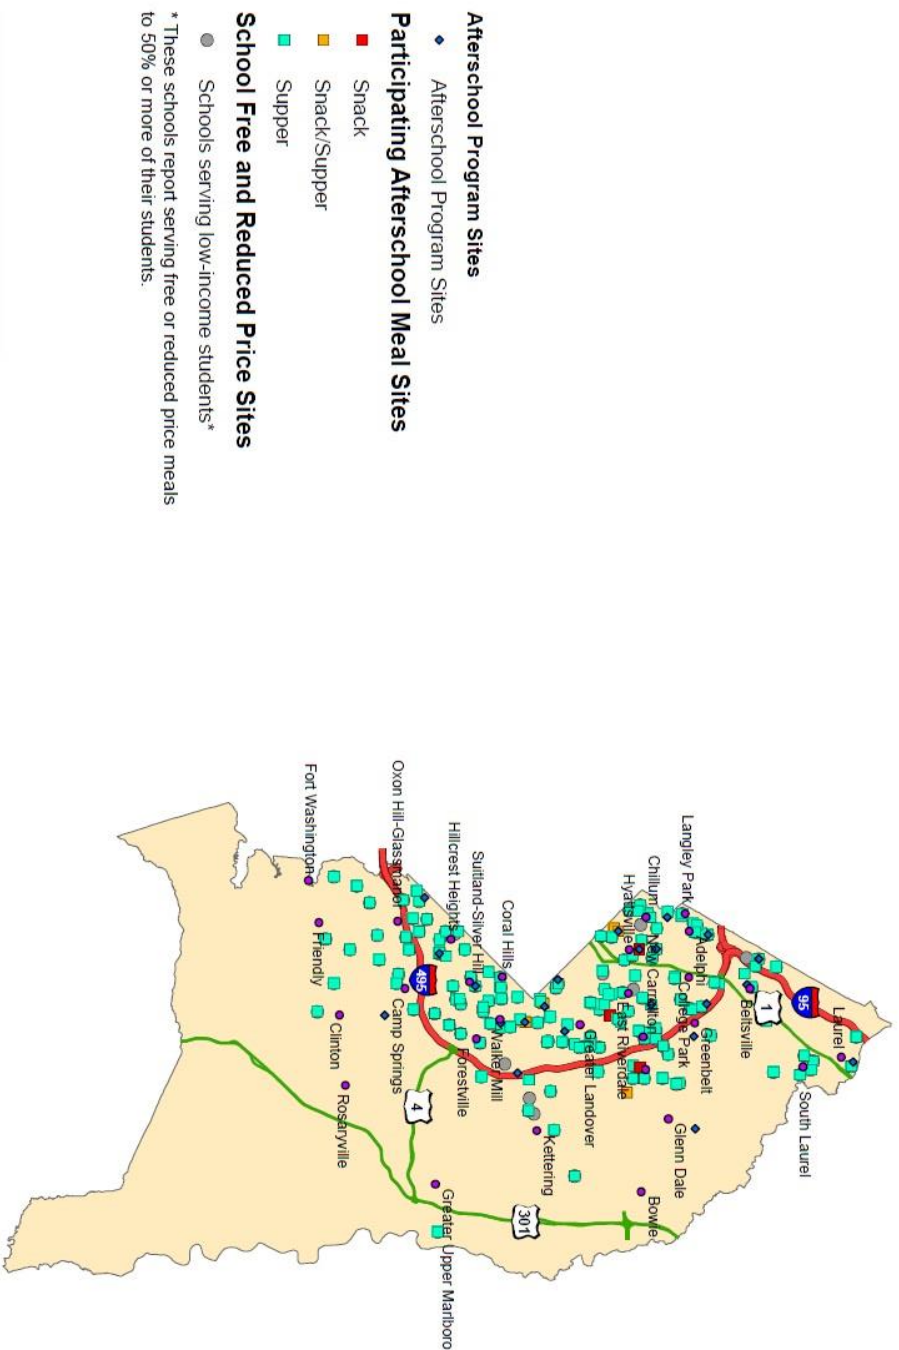 Afterschool Program Sites
Afterschool Program Sites
Participating Afterschool Meal Sites
Snack
Snack/Supper
Supper
School Free and Reduced Price Sites
Schools serving low-income students*
* These schools report serving free or reduced price meals
to 50% or more of their students.
Laurel
95
South Laurel
1
Beltsville
Langley Park
Adelphi
Greenbelt
College Park
Glenn Dale
Chillum
New Carrollton
Bowie
Hyattsville
East Riverdale
Greater Landover
Kettering
301
Coral Hills
Walker Mill
Suitland-Silver Hill
Forestville
Hillcrest Heights
Greater Upper Marlboro
495
4
Oxon Hill-Glassmanor
Camp Springs
Clinton
Rosaryville
Friendly
Fort Washington